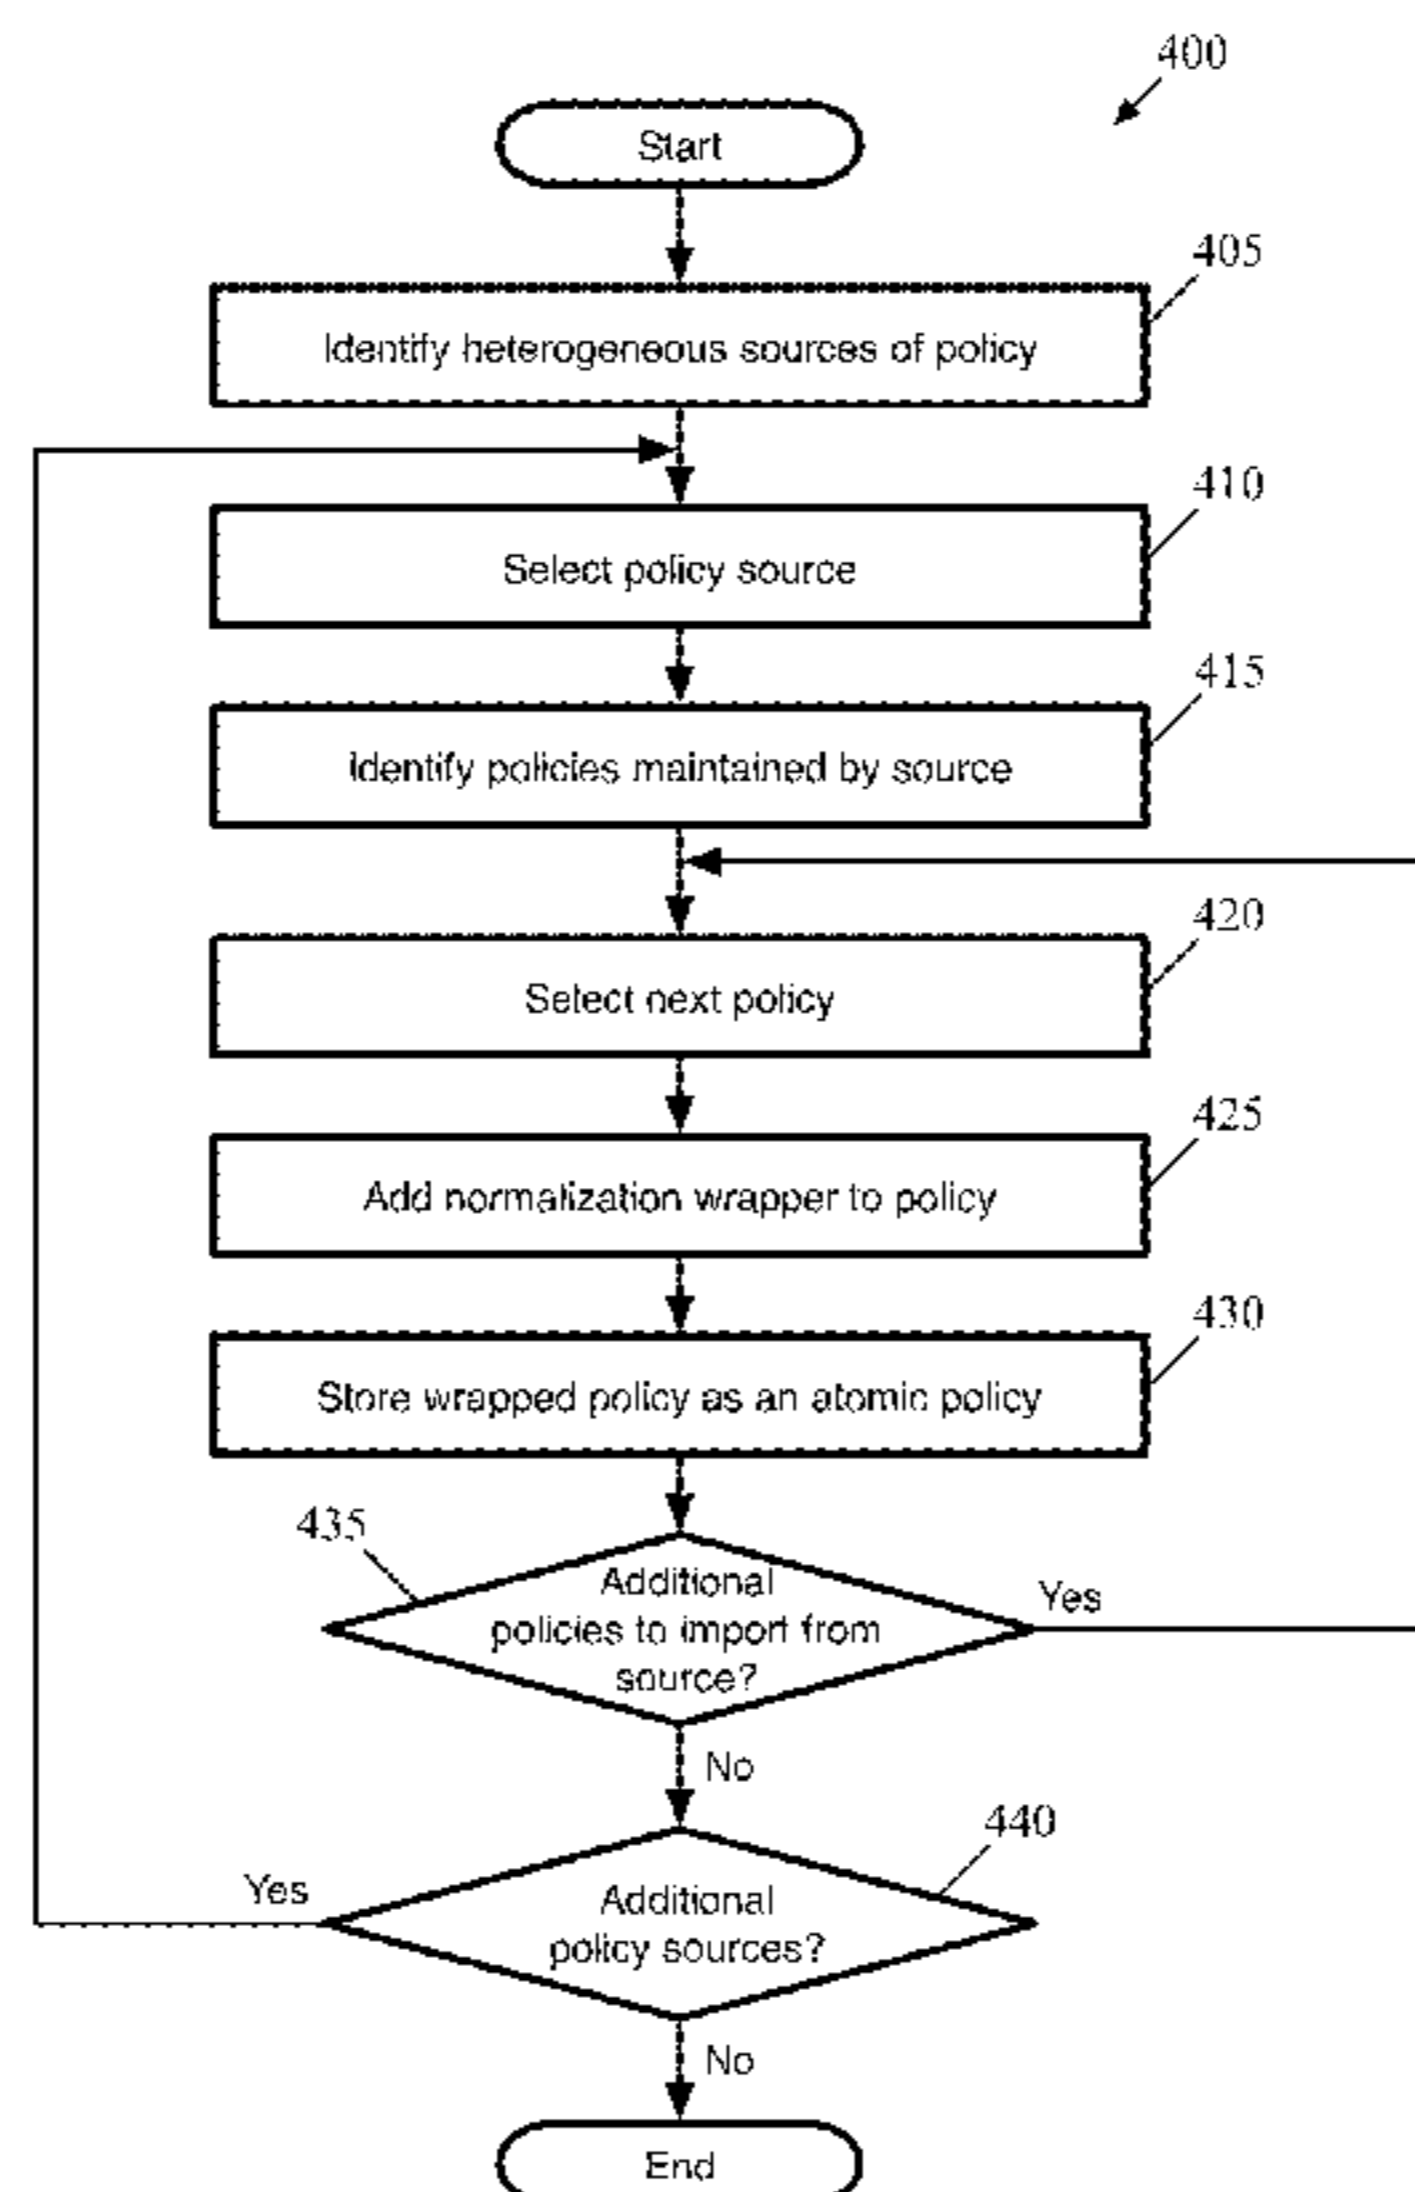 400
Start
405
Identify heterogeneous sources of policy
410
Select policy source
415
Identify policies maintained by source
420
Select next policy
425
Add normalization wrapper to policy
430
Store wrapped policy as an atomic policy
435
Additional
policies to import from
source?
Yes
No
440
Additional
policy sources?
Yes
No
End